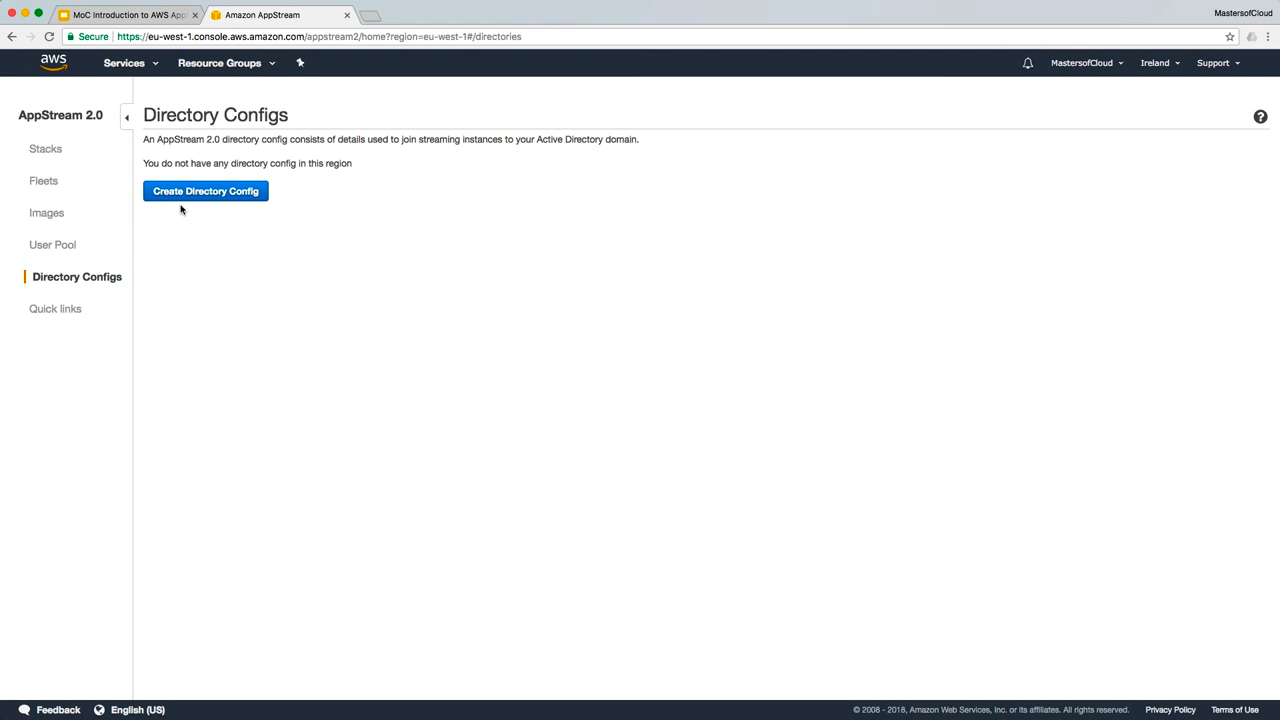 MoC Introduction to AWS App
Amazon AppStream
MastersofCloud
Secure
https://eu-west-1.console.aws.amazon.com/appstream2/home?region=eu-west-1#/directories
aws
Services
Resource Groups
MastersofCloud
Ireland
Support
AppStream 2.0
Stacks
Fleets
Images
User Pool
Directory Configs
Quick links
Directory Configs
?
An AppStream 2.0 directory config consists of details used to join streaming instances to your Active Directory domain.
You do not have any directory config in this region
Create Directory Config
Feedback
English (US)
© 2008 - 2018, Amazon Web Services, Inc. or its affiliates. All rights reserved.
Privacy Policy
Terms of Use